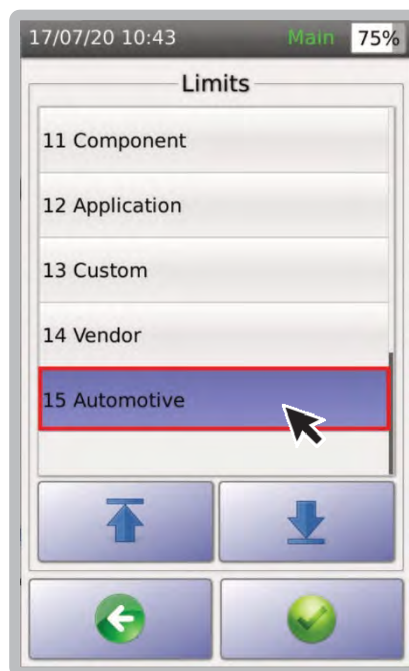 17/07/20 10:43 Main 75%
Limits
11 Component
12 Application
13 Custom
14 Vendor
15 Automotive